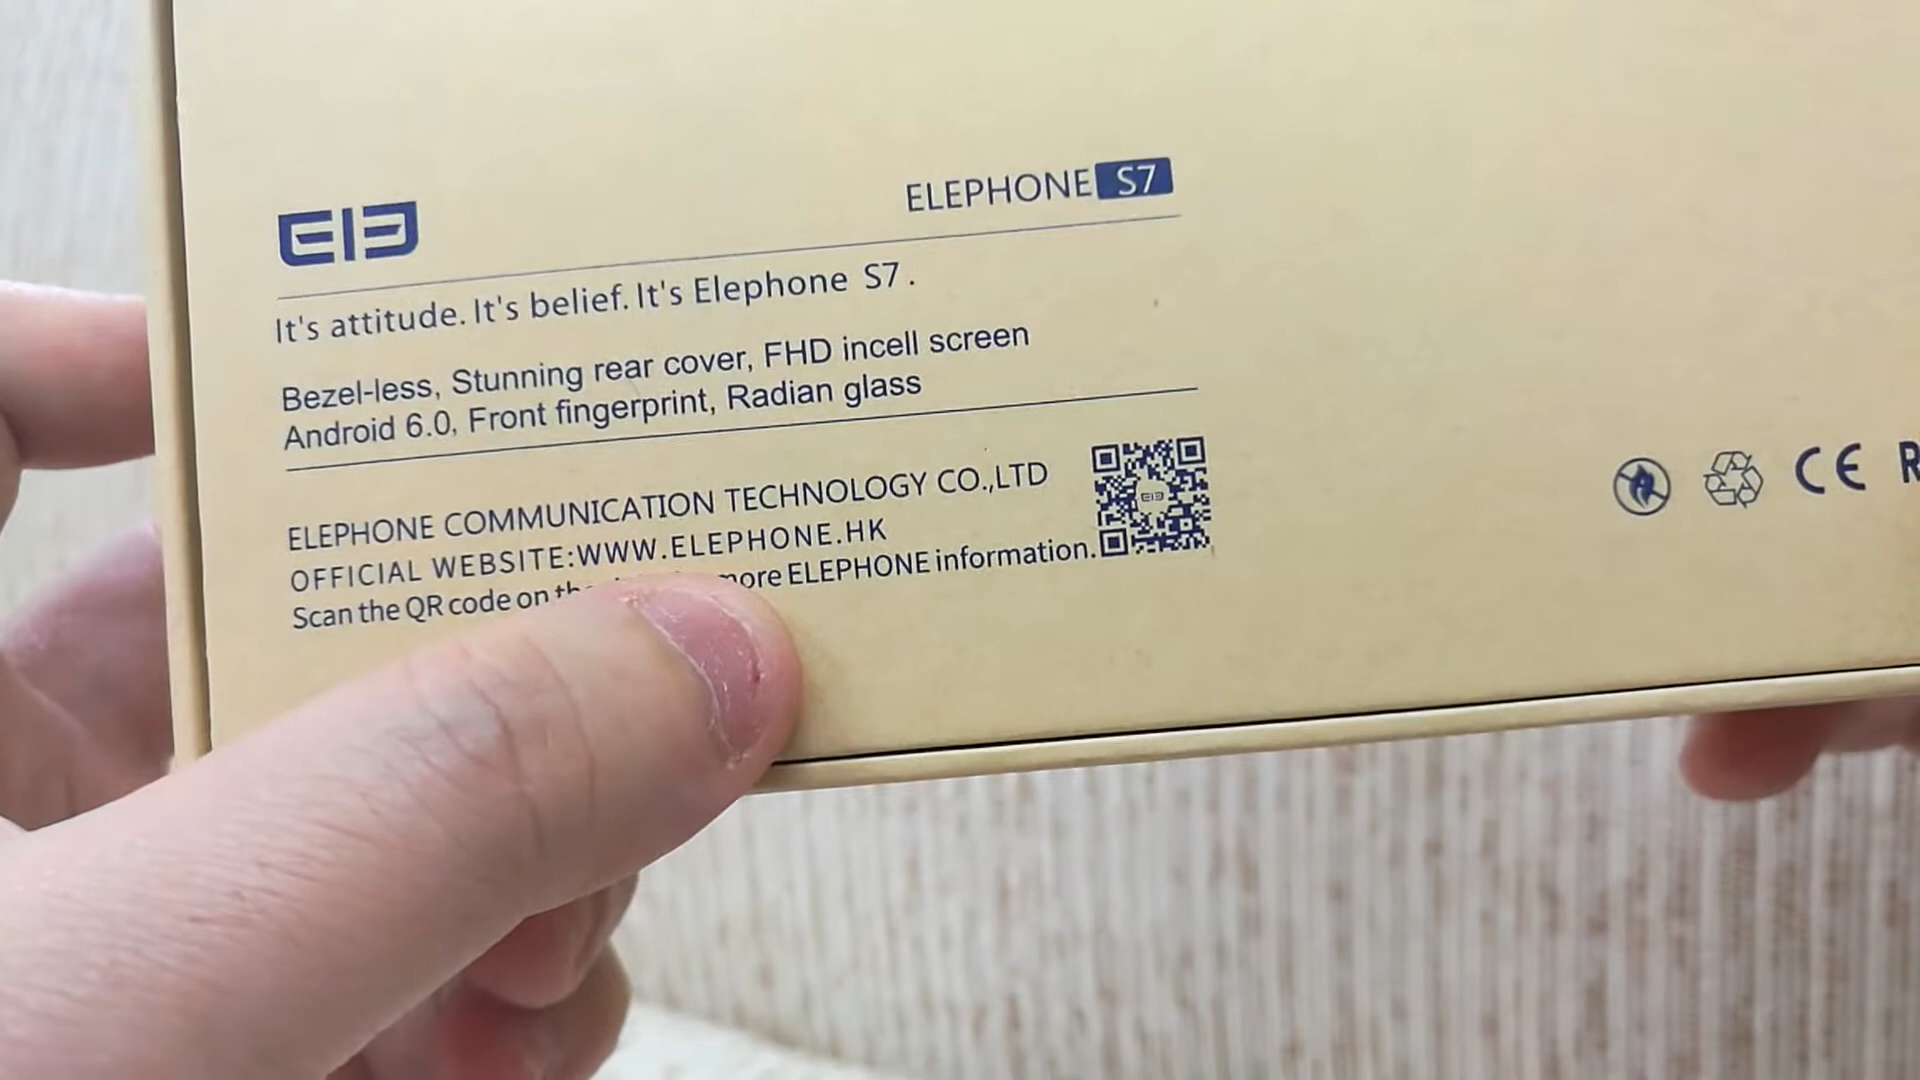 ELEPHONE S7
It's attitude. It's belief. It's Elephone S7.
Bezel-less, Stunning rear cover, FHD incell screen
Android 6.0, Front fingerprint, Radian glass
ELEPHONE COMMUNICATION TECHNOLOGY CO.,LTD
OFFICIAL WEBSITE:WWW.ELEPHONE.HK
Scan the QR code on ELEPHONE information.
CE